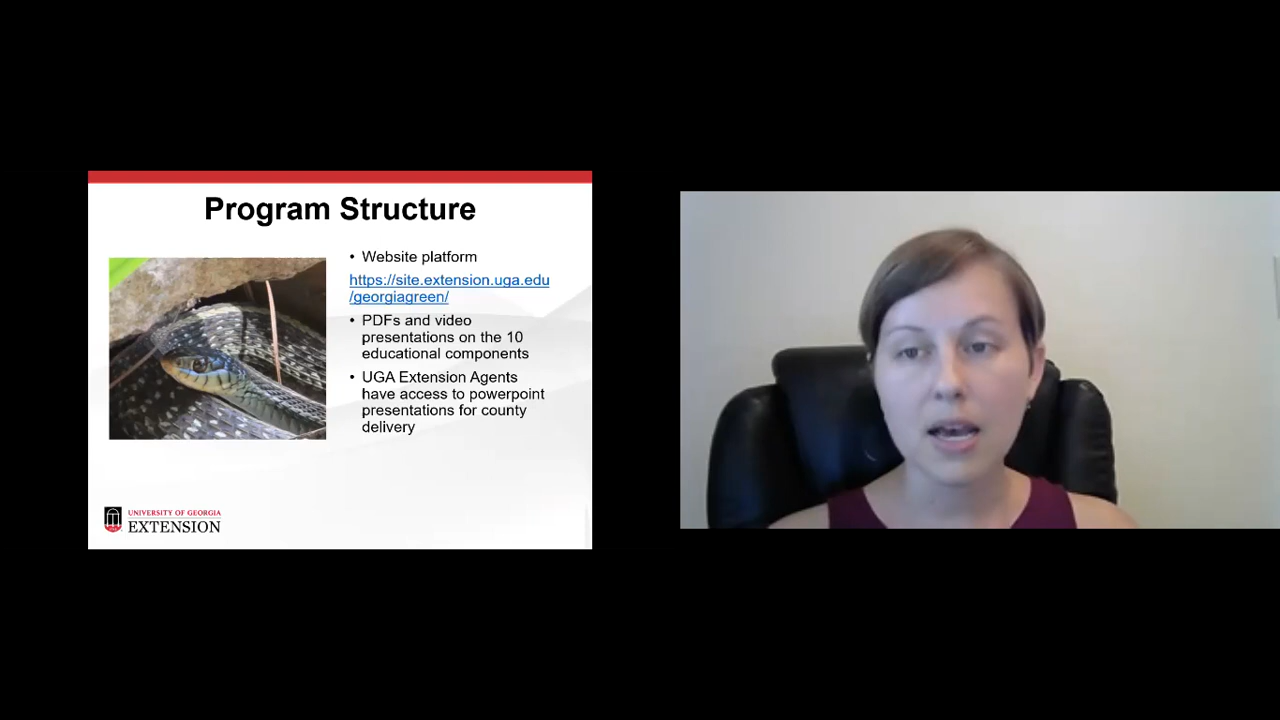 Program Structure
• Website platform
https://site.extension.uga.edu
/georgiagreen/
• PDFs and video
presentations on the 10
educational components
• UGA Extension Agents
have access to powerpoint
presentations for county
delivery
UNIVERSITY OF GEORGIA
EXTENSION